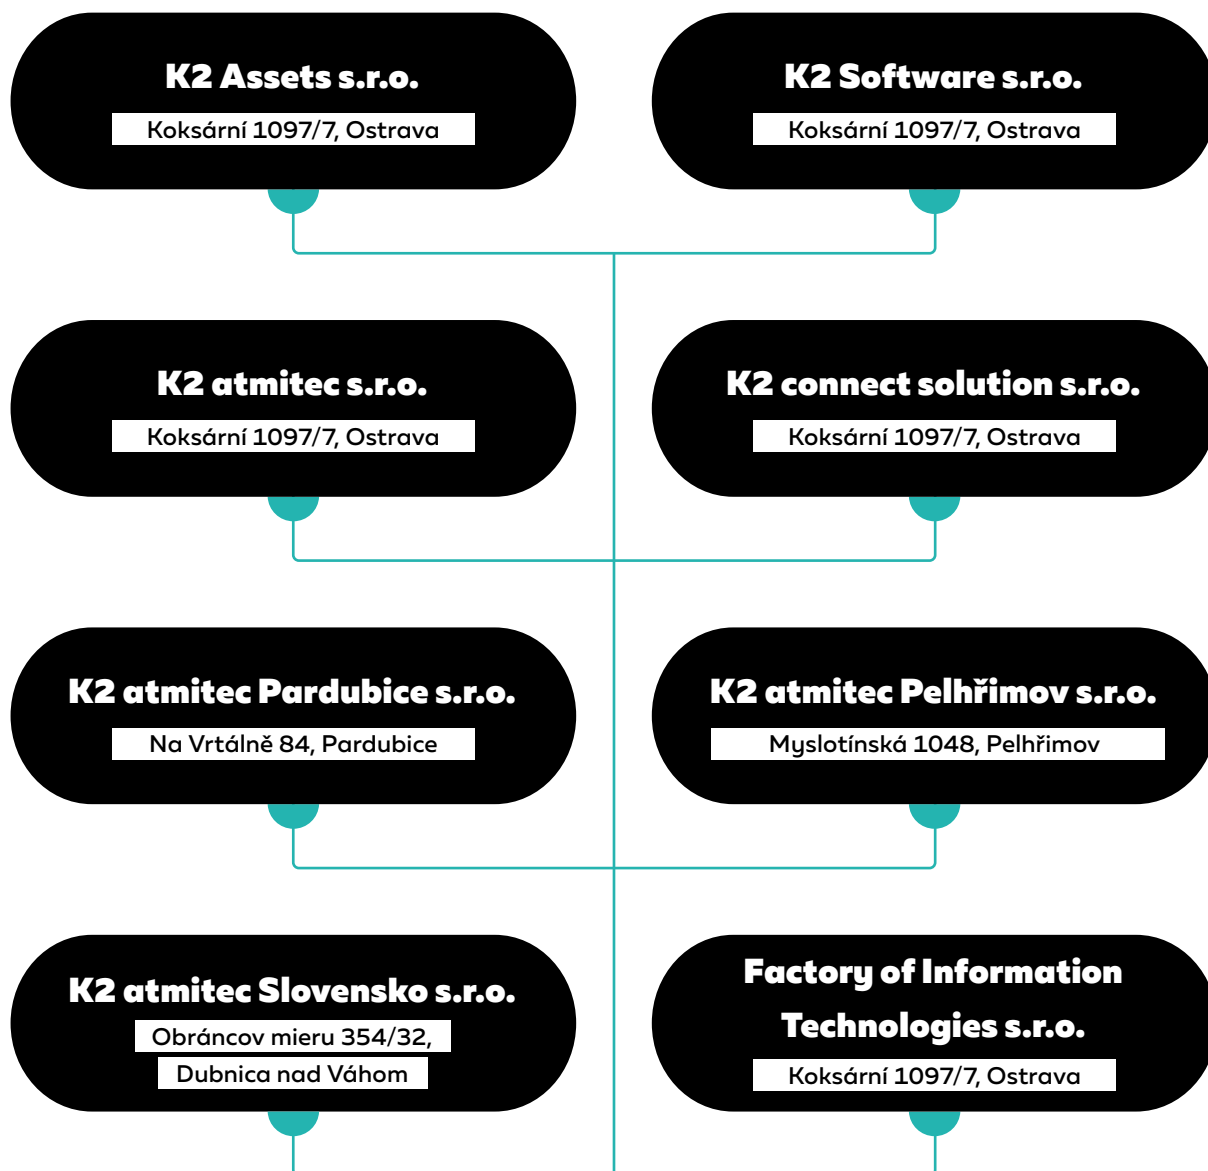 K2 Assets s.r.o.
Koksární 1097/7, Ostrava
K2 Software s.r.o.
Koksární 1097/7, Ostrava
K2 atmitec s.r.o.
Koksární 1097/7, Ostrava
K2 connect solution s.r.o.
Koksární 1097/7, Ostrava
K2 atmitec Pardubice s.r.o.
Na Vrtálně 84, Pardubice
K2 atmitec Pelhřimov s.r.o.
Myslotínská 1048, Pelhřimov
K2 atmitec Slovensko s.r.o.
Obráncov mieru 354/32,
Dubnica nad Váhom
Factory of Information
Technologies s.r.o.
Koksární 1097/7, Ostrava